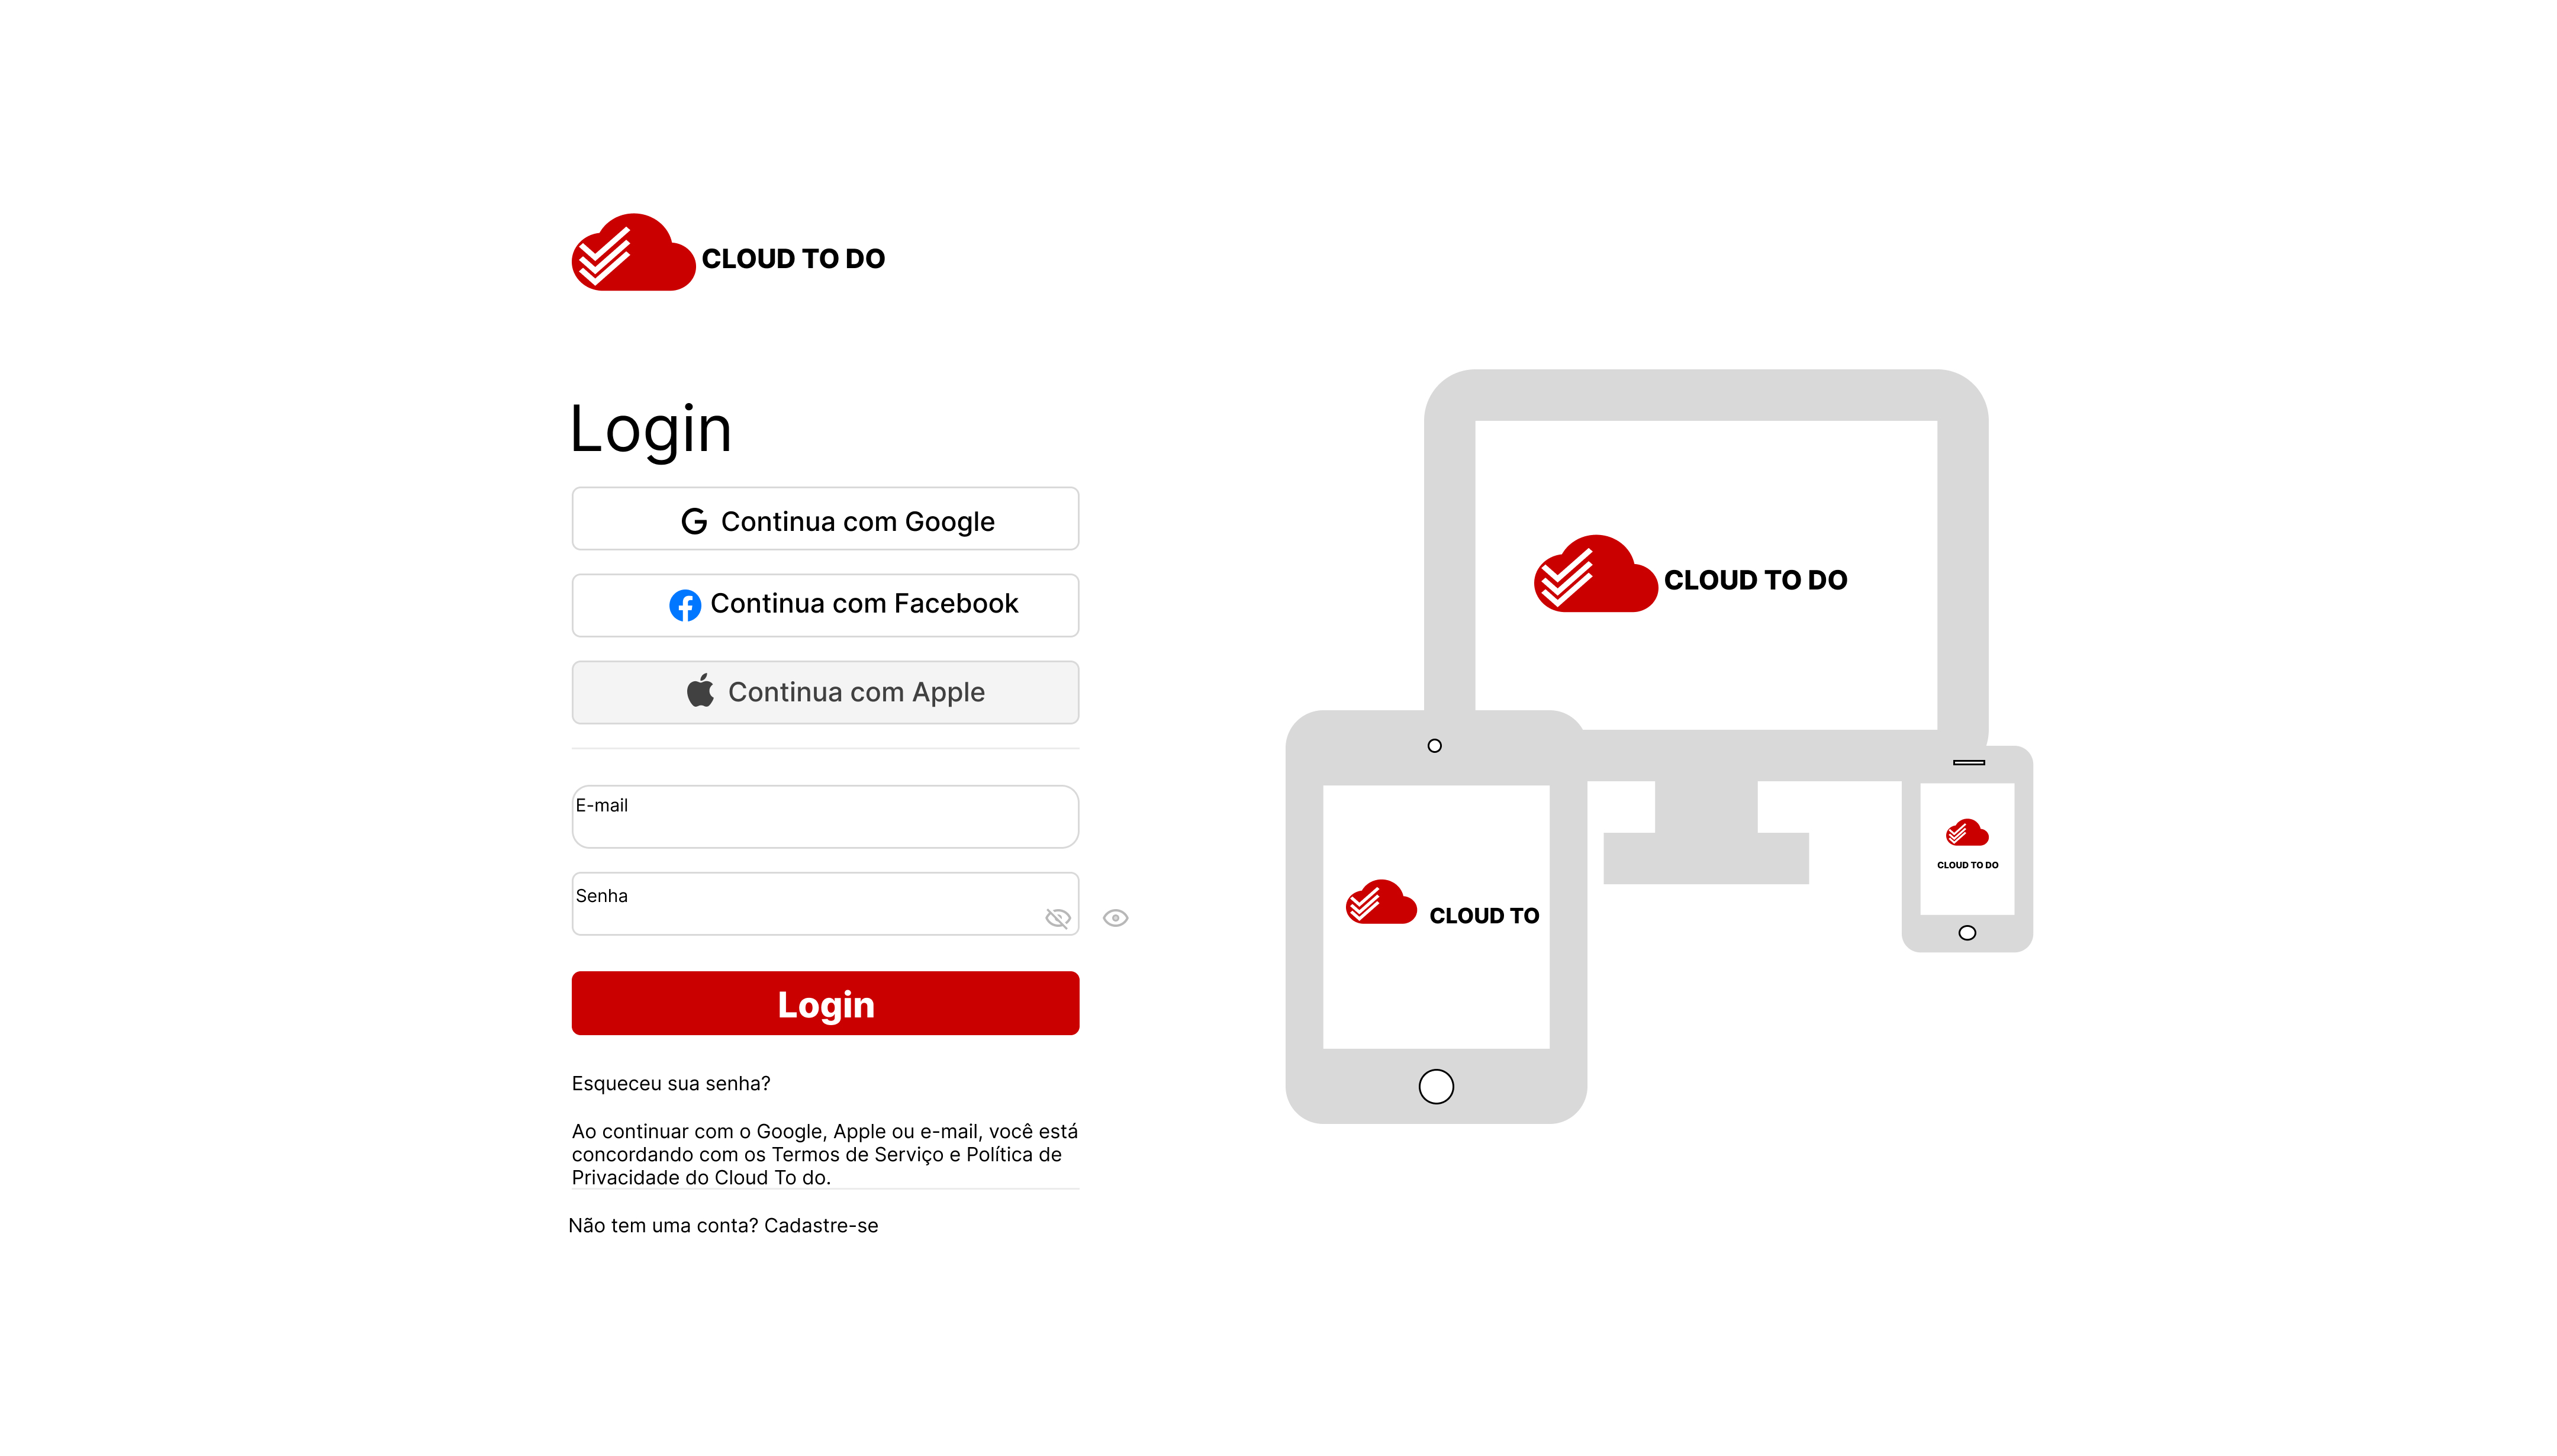 CLOUD TO DO
Login
Continua com Google
Continua com Facebook
Continua com Apple
E-mail
Senha
Login
Esqueceu sua senha?
Ao continuar com o Google, Apple ou e-mail, você está
concordando com os Termos de Serviço e Política de
Privacidade do Cloud To do.
Não tem uma conta? Cadastre-se
CLOUD TO DO
CLOUD TO
CLOUD TO DO